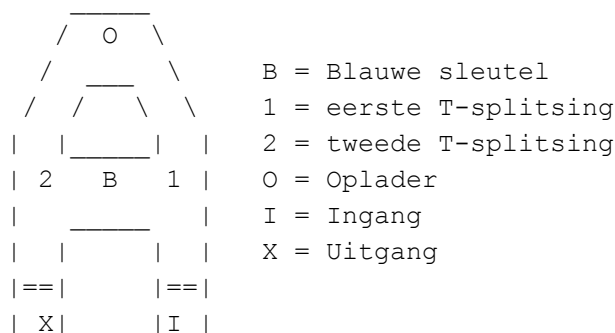 O
B = Blauwe sleutel
1 = eerste T-splitsing
2 = tweede T-splitsing
2 B 1
O = Oplader
I = Ingang
X = Uitgang
X I